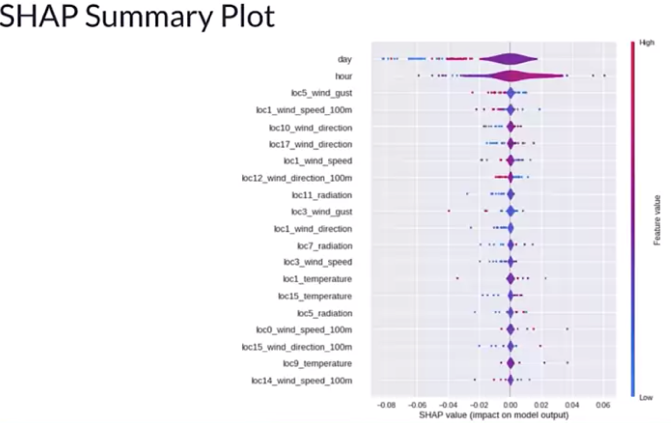 SHAP Summary Plot
High
day
hour
loc5_wind_gust
loc1_wind_speed_100m
loc10_wind_direction
loc17_wind_direction
loc1_wind_speed
loc12_wind_direction_100m
loc11_radiation
loc3_wind_gust
loc1_wind_direction
loc7_radiation
loc3_wind_speed
loc1_temperature
loc15_temperature
loc5_radiation
loc0_wind_speed_100m
loc15_wind_direction_100m
loc9_temperature
loc14_wind_speed_100m
Feature value
Low
-0.08 -0.06 -0.04 -0.02 0.00 0.02 0.04 0.06
SHAP value (impact on model output)